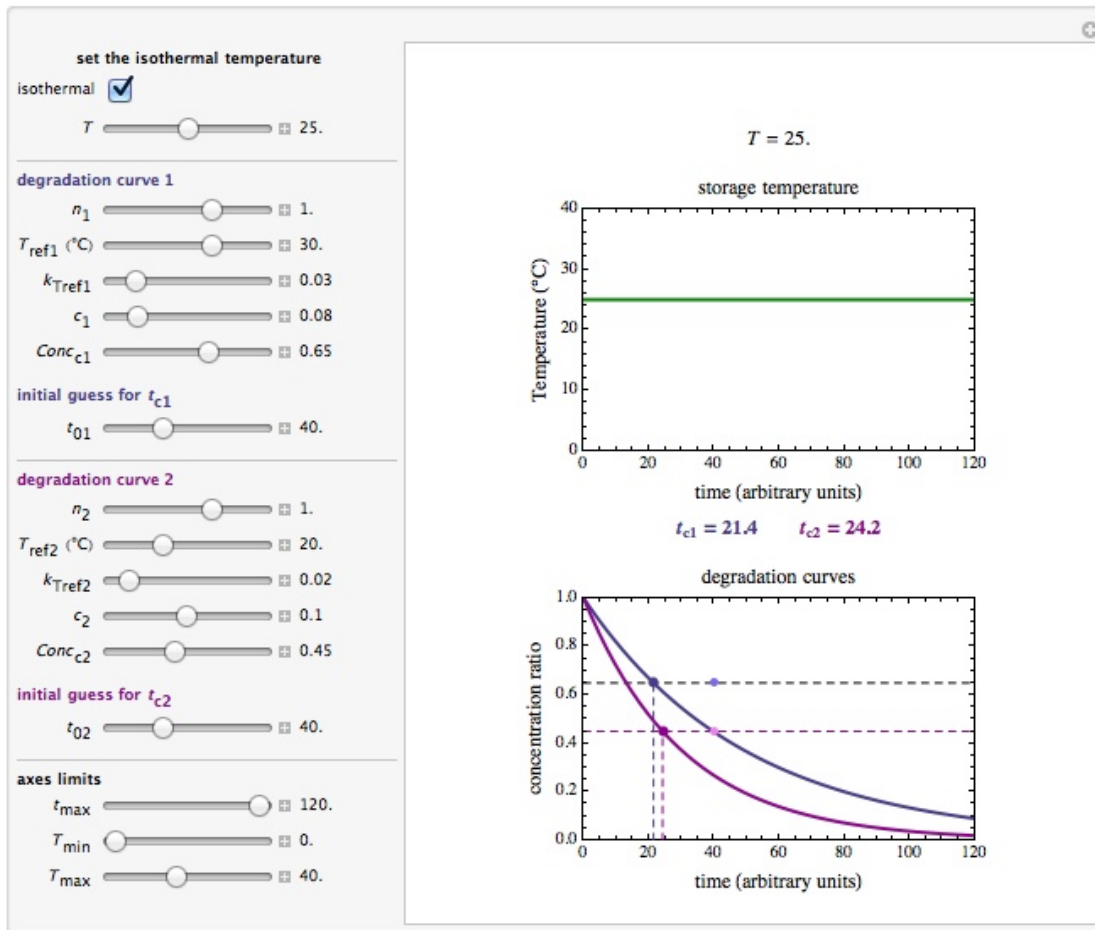 set the isothermal temperature
isothermal
T 25.
degradation curve 1
n1 1.
Tref1 (°C) 30.
kTref1 0.03
c1 0.08
Concc1 0.65
initial guess for tc1
t01 40.
degradation curve 2
n2 1.
Tref2 (°C) 20.
kTref2 0.02
c2 0.1
Concc2 0.45
initial guess for tc2
t02 40.
axes limits
tmax 120.
Tmin 0.
Tmax 40.
T = 25.
storage temperature
Temperature (°C)
40
30
20
10
0
0 20 40 60 80 100 120
time (arbitrary units)
tc1 = 21.4 tc2 = 24.2
degradation curves
concentration ratio
1.0
0.8
0.6
0.4
0.2
0.0
0 20 40 60 80 100 120
time (arbitrary units)